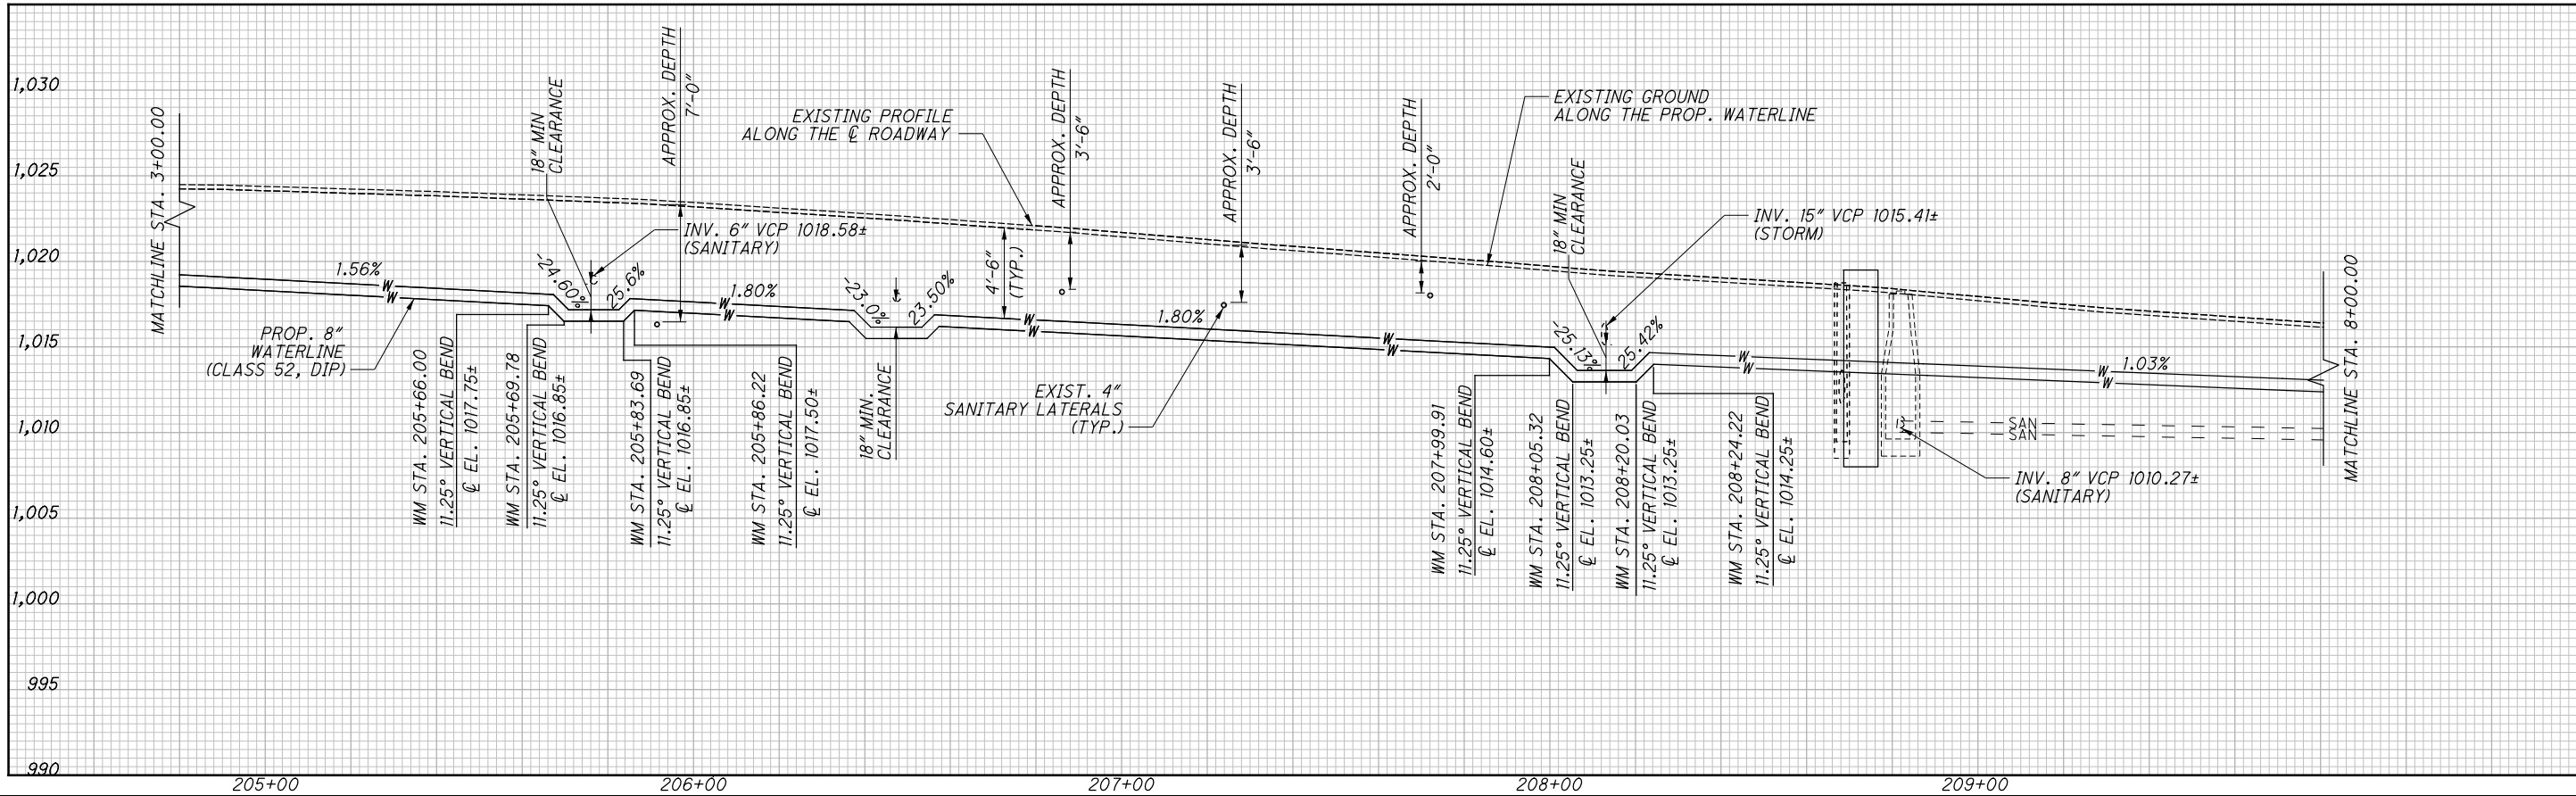 1,030
1,025
1,020
1,015
1,010
1,005
1,000
995
990
205+00
206+00
207+00
208+00
209+00
MATCHLINE STA. 3+00.00
1.56%
W
W
PROP. 8"
WATERLINE
(CLASS 52, DIP)
18" MIN
CLEARANCE
-24.60%
25.6%
INV. 6" VCP 1018.58±
(SANITARY)
APPROX. DEPTH
7'-0"
WM STA. 205+66.00
11.25° VERTICAL BEND
℄ EL. 1017.75±
WM STA. 205+69.78
11.25° VERTICAL BEND
℄ EL. 1016.85±
WM STA. 205+83.69
11.25° VERTICAL BEND
℄ EL. 1016.85±
WM STA. 205+86.22
11.25° VERTICAL BEND
℄ EL. 1017.50±
W
W
1.80%
EXISTING PROFILE
ALONG THE ℄ ROADWAY
-23.0%
23.50%
18" MIN.
CLEARANCE
4'-6"
(TYP.)
W
W
APPROX. DEPTH
3'-6"
1.80%
EXIST. 4"
SANITARY LATERALS
(TYP.)
APPROX. DEPTH
3'-6"
APPROX. DEPTH
2'-0"
W
W
EXISTING GROUND
ALONG THE PROP. WATERLINE
18" MIN
CLEARANCE
-25.13%
25.42%
INV. 15" VCP 1015.41±
(STORM)
WM STA. 207+99.91
11.25° VERTICAL BEND
℄ EL. 1014.60±
WM STA. 208+05.32
11.25° VERTICAL BEND
℄ EL. 1013.25±
WM STA. 208+20.03
11.25° VERTICAL BEND
℄ EL. 1013.25±
WM STA. 208+24.22
11.25° VERTICAL BEND
℄ EL. 1014.25±
W
W
W
W
1.03%
SAN
SAN
INV. 8" VCP 1010.27±
(SANITARY)
MATCHLINE STA. 8+00.00